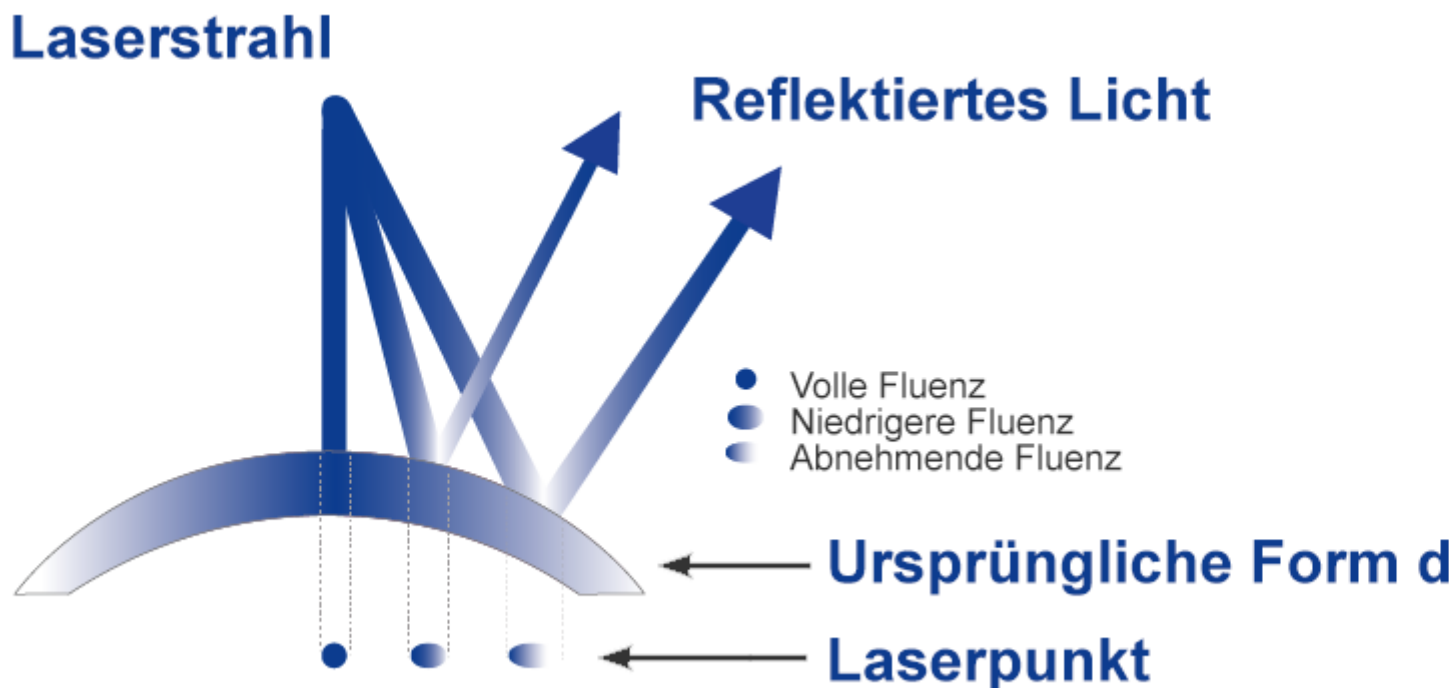 Laserstrahl
Reflektiertes Licht
Volle Fluenz
Niedrigere Fluenz
Abnehmende Fluenz
Ursprüngliche Form d
Laserpunkt